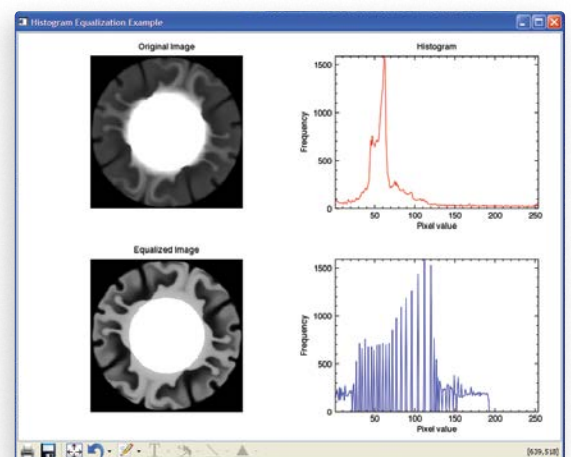 Histogram Equalization Example
Original Image
Histogram
1500
1000
500
0
Frequency
50 100 150 200 250
Pixel value
Equalized Image
1500
1000
500
0
Frequency
50 100 150 200 250
Pixel value
T
[639,518]